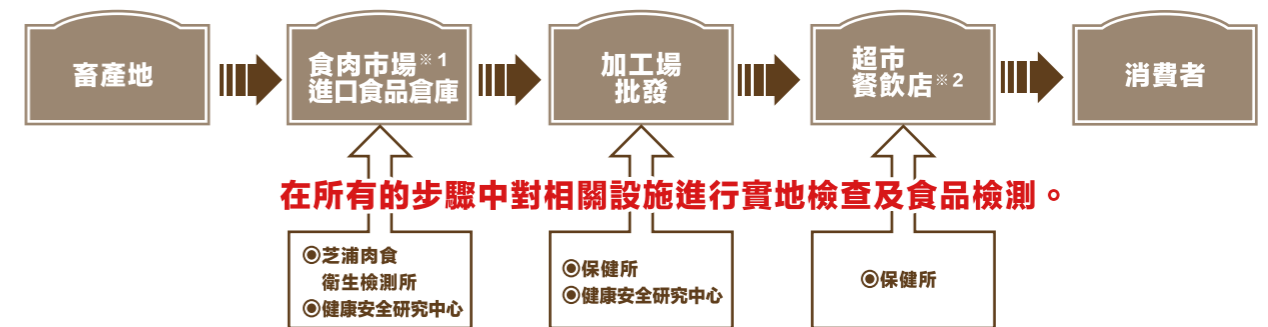 畜產地
食肉市場※1
進口食品倉庫
加工場
批發
超市
餐飲店※2
消費者
在所有的步驟中對相關設施進行實地檢查及食品檢測。
◉芝浦肉食
衛生檢測所
◉健康安全研究中心
◉保健所
◉健康安全研究中心
◉保健所